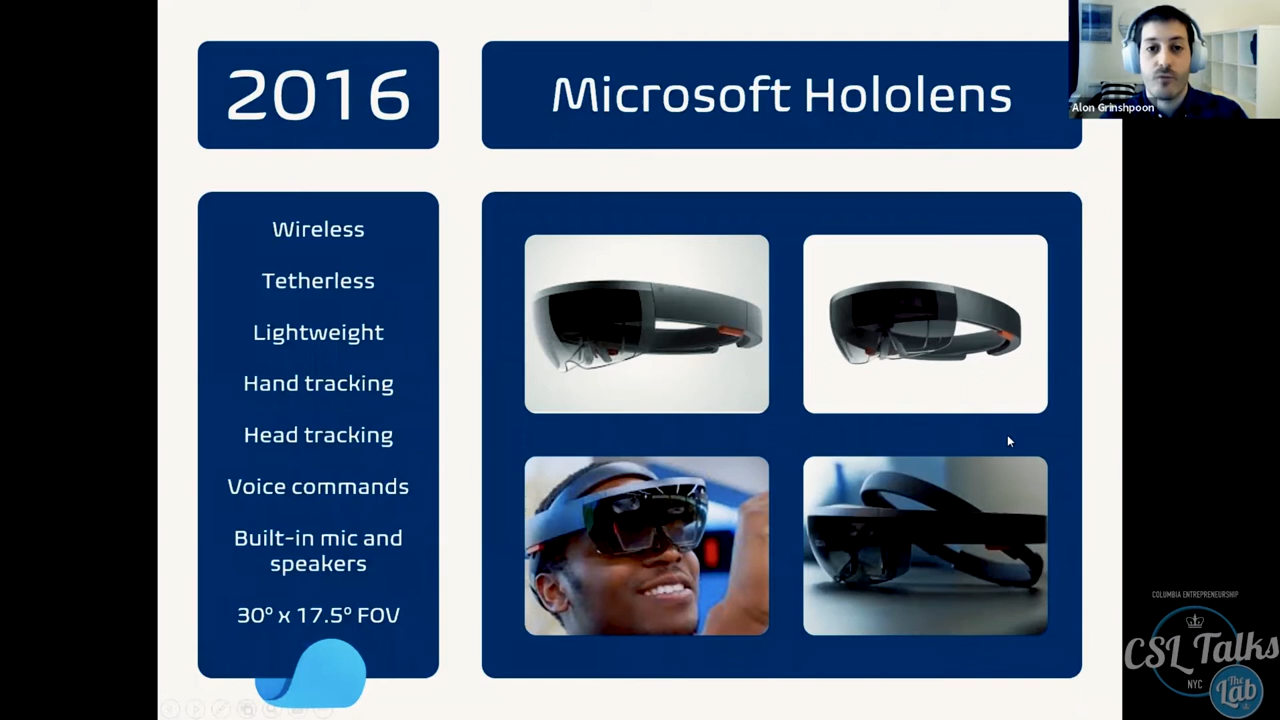 2016
Microsoft Hololens
Alon Grinshpoon
Wireless
Tetherless
Lightweight
Hand tracking
Head tracking
Voice commands
Built-in mic and
speakers
30° x 17.5° FOV
COLUMBIA ENTREPRENEURSHIP
CSL Talks
NYC
The
Lab